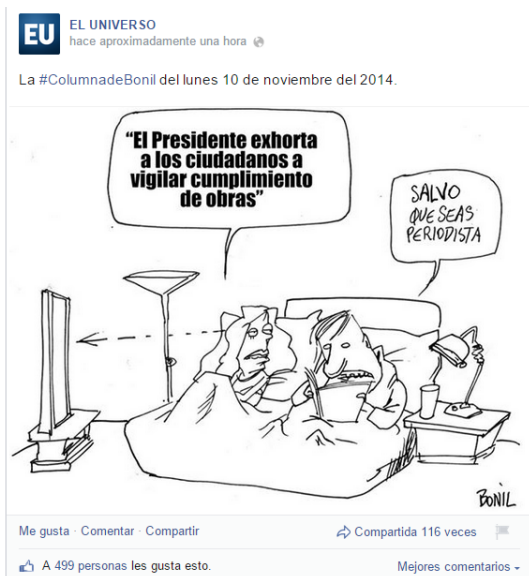 EU
EL UNIVERSO
hace aproximadamente una hora
La #ColumnadeBonil del lunes 10 de noviembre del 2014.
“El Presidente exhorta
a los ciudadanos a
vigilar cumplimiento
de obras”
SALVO
QUE SEAS
PERIODISTA
BONIL
Me gusta · Comentar · Compartir
Compartida 116 veces
A 499 personas les gusta esto.
Mejores comentarios